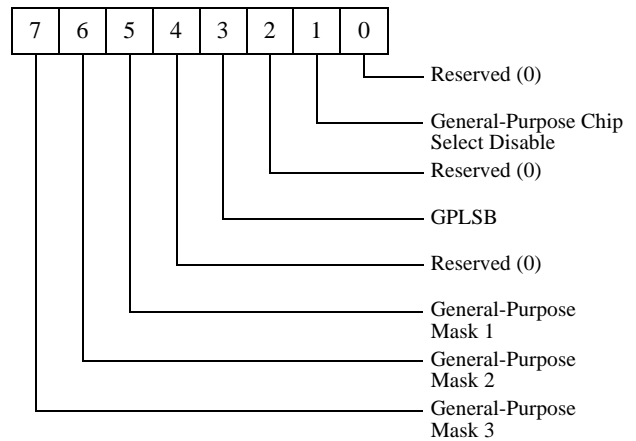 7 6 5 4 3 2 1 0
Reserved (0)
General-Purpose Chip
Select Disable
Reserved (0)
GPLSB
Reserved (0)
General-Purpose
Mask 1
General-Purpose
Mask 2
General-Purpose
Mask 3